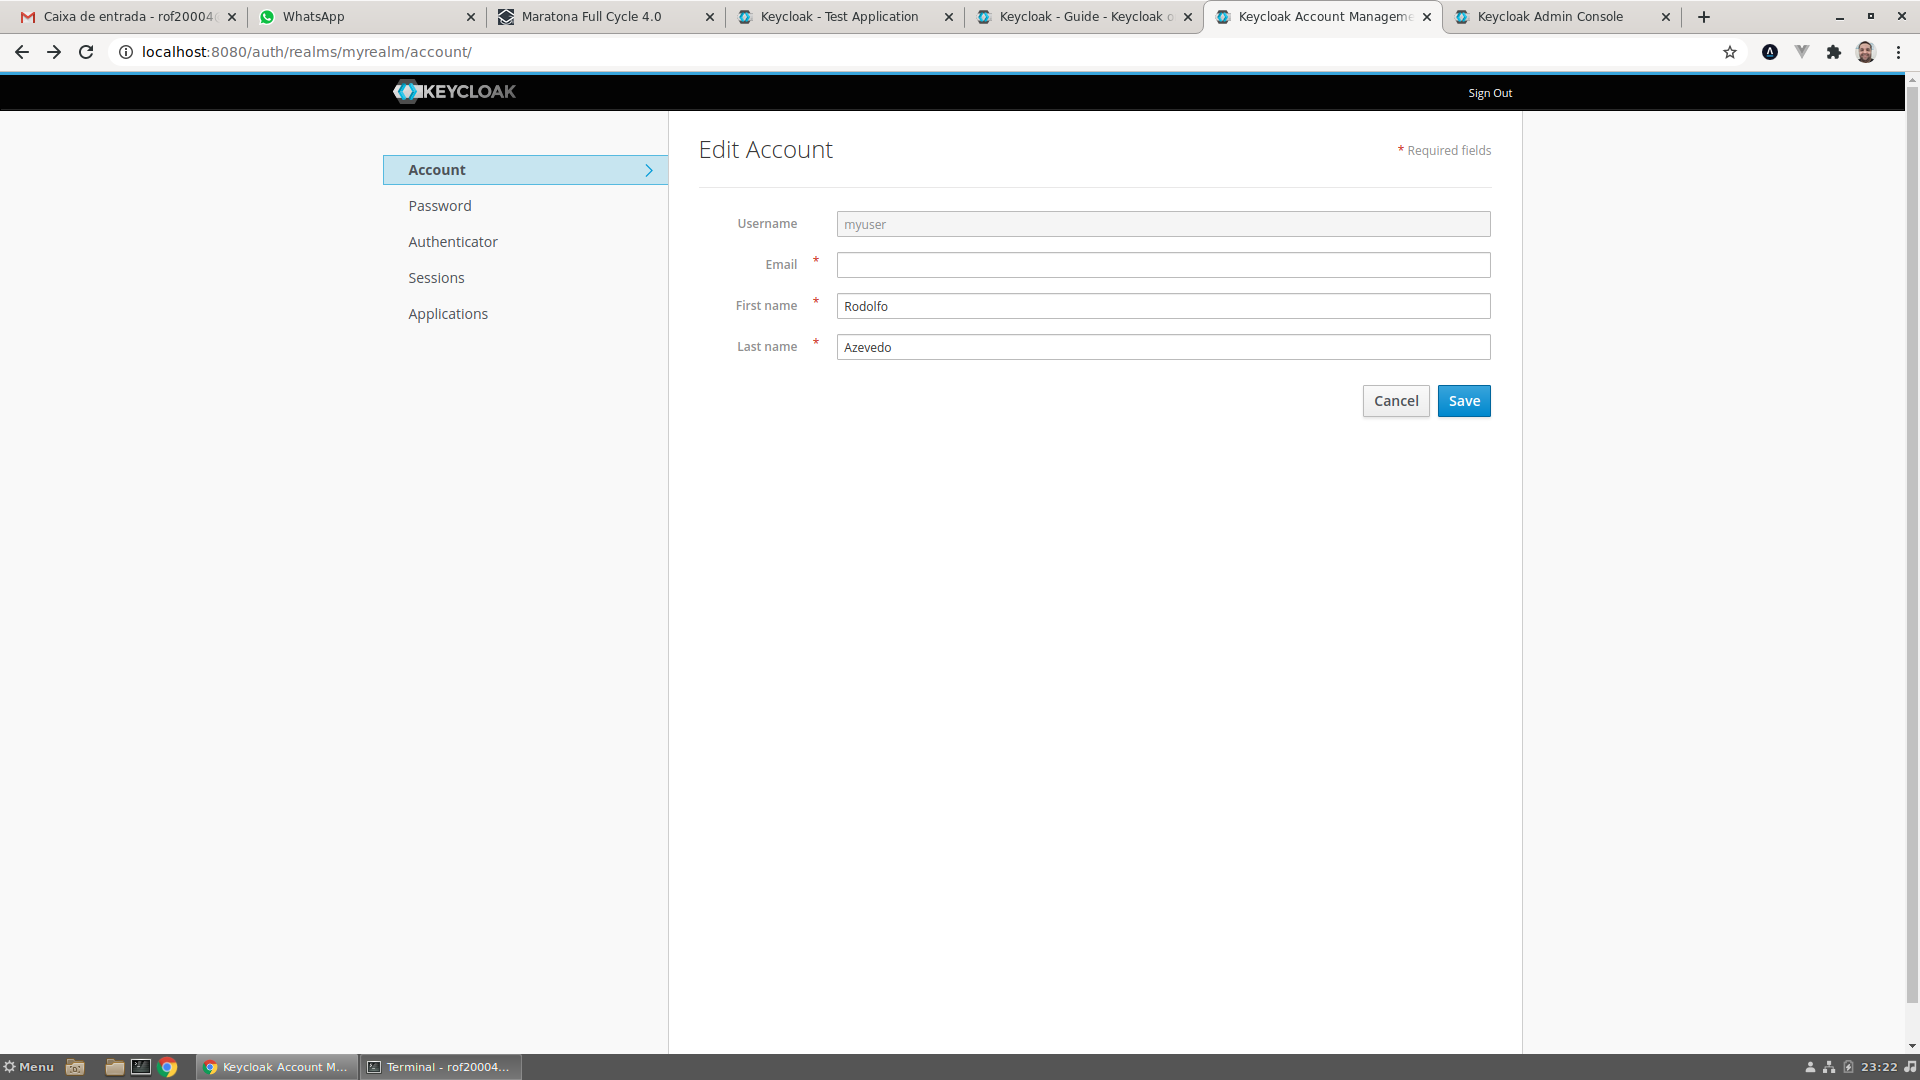 Caixa de entrada - rof20004
WhatsApp
Maratona Full Cycle 4.0
Keycloak - Test Application
Keycloak - Guide - Keycloak o
Keycloak Account Manageme
Keycloak Admin Console
localhost:8080/auth/realms/myrealm/account/
KEYCLOAK
Sign Out
Account
Password
Authenticator
Sessions
Applications
Edit Account
* Required fields
Username
myuser
Email *
First name *
Rodolfo
Last name *
Azevedo
Cancel
Save
Menu
Keycloak Account M...
Terminal - rof20004...
23:22